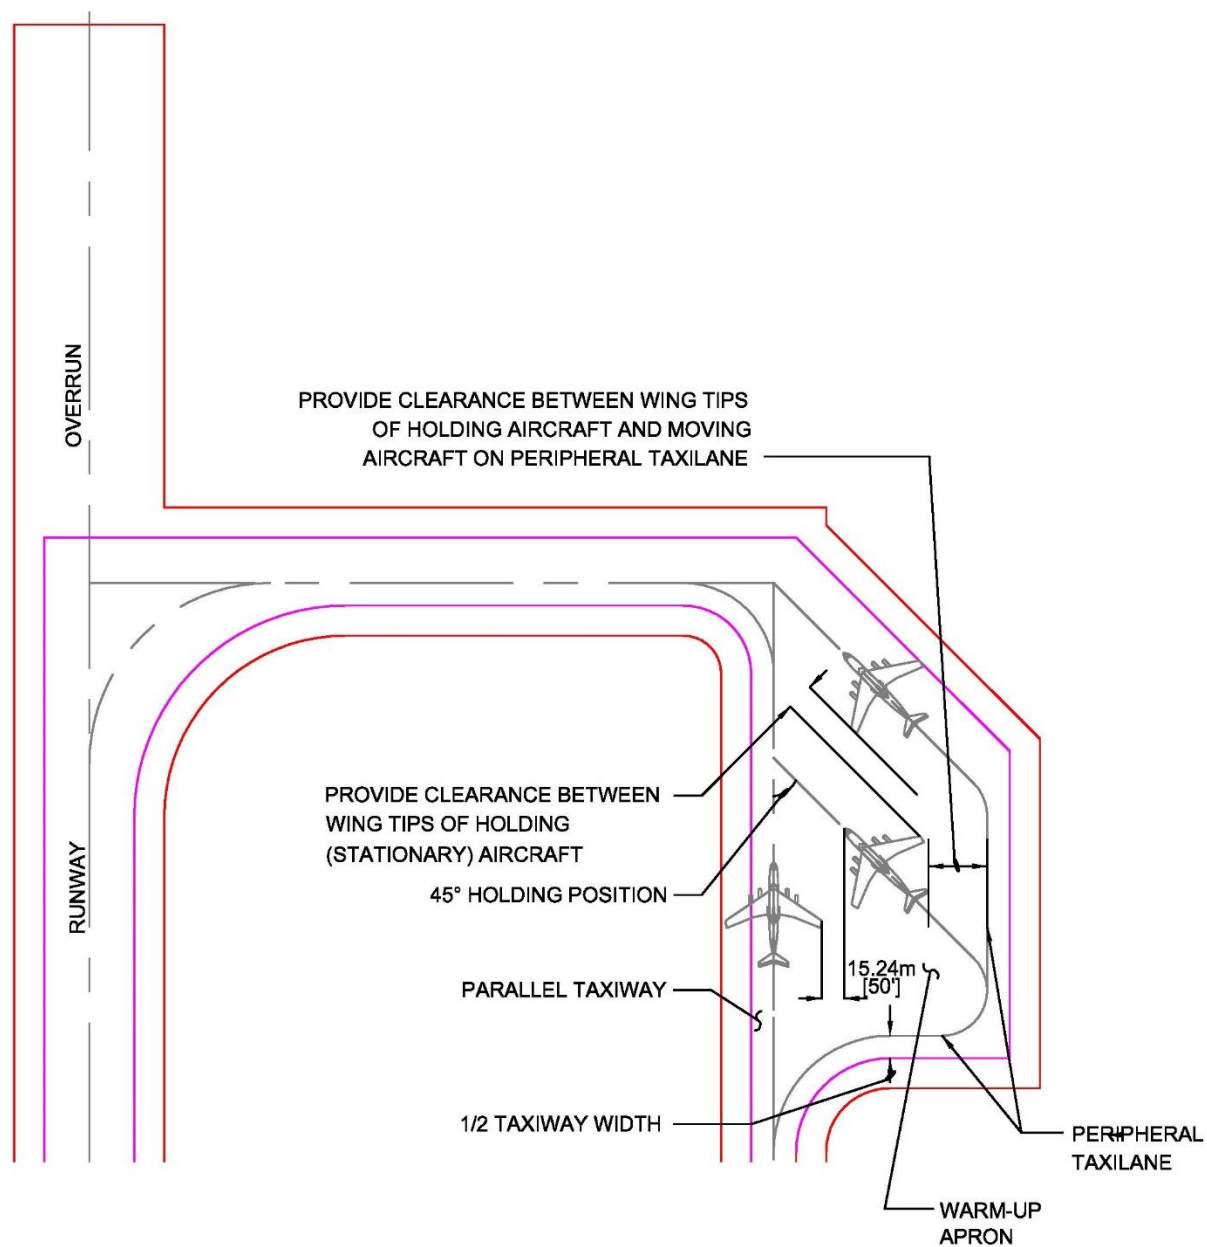 OVERRUN
PROVIDE CLEARANCE BETWEEN WING TIPS
OF HOLDING AIRCRAFT AND MOVING
AIRCRAFT ON PERIPHERAL TAXILANE
RUNWAY
PROVIDE CLEARANCE BETWEEN
WING TIPS OF HOLDING
(STATIONARY) AIRCRAFT
45° HOLDING POSITION
15.24m
[50']
PARALLEL TAXIWAY
1/2 TAXIWAY WIDTH
PERIPHERAL
TAXILANE
WARM-UP
APRON